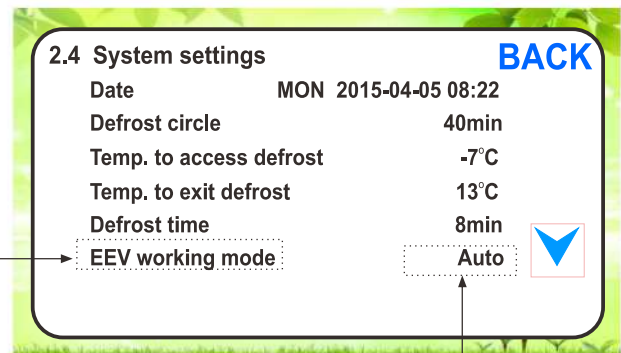 2.4 System settings BACK
Date MON 2015-04-05 08:22
Defrost circle 40min
Temp. to access defrost -7°C
Temp. to exit defrost 13°C
Defrost time 8min
EEV working mode Auto